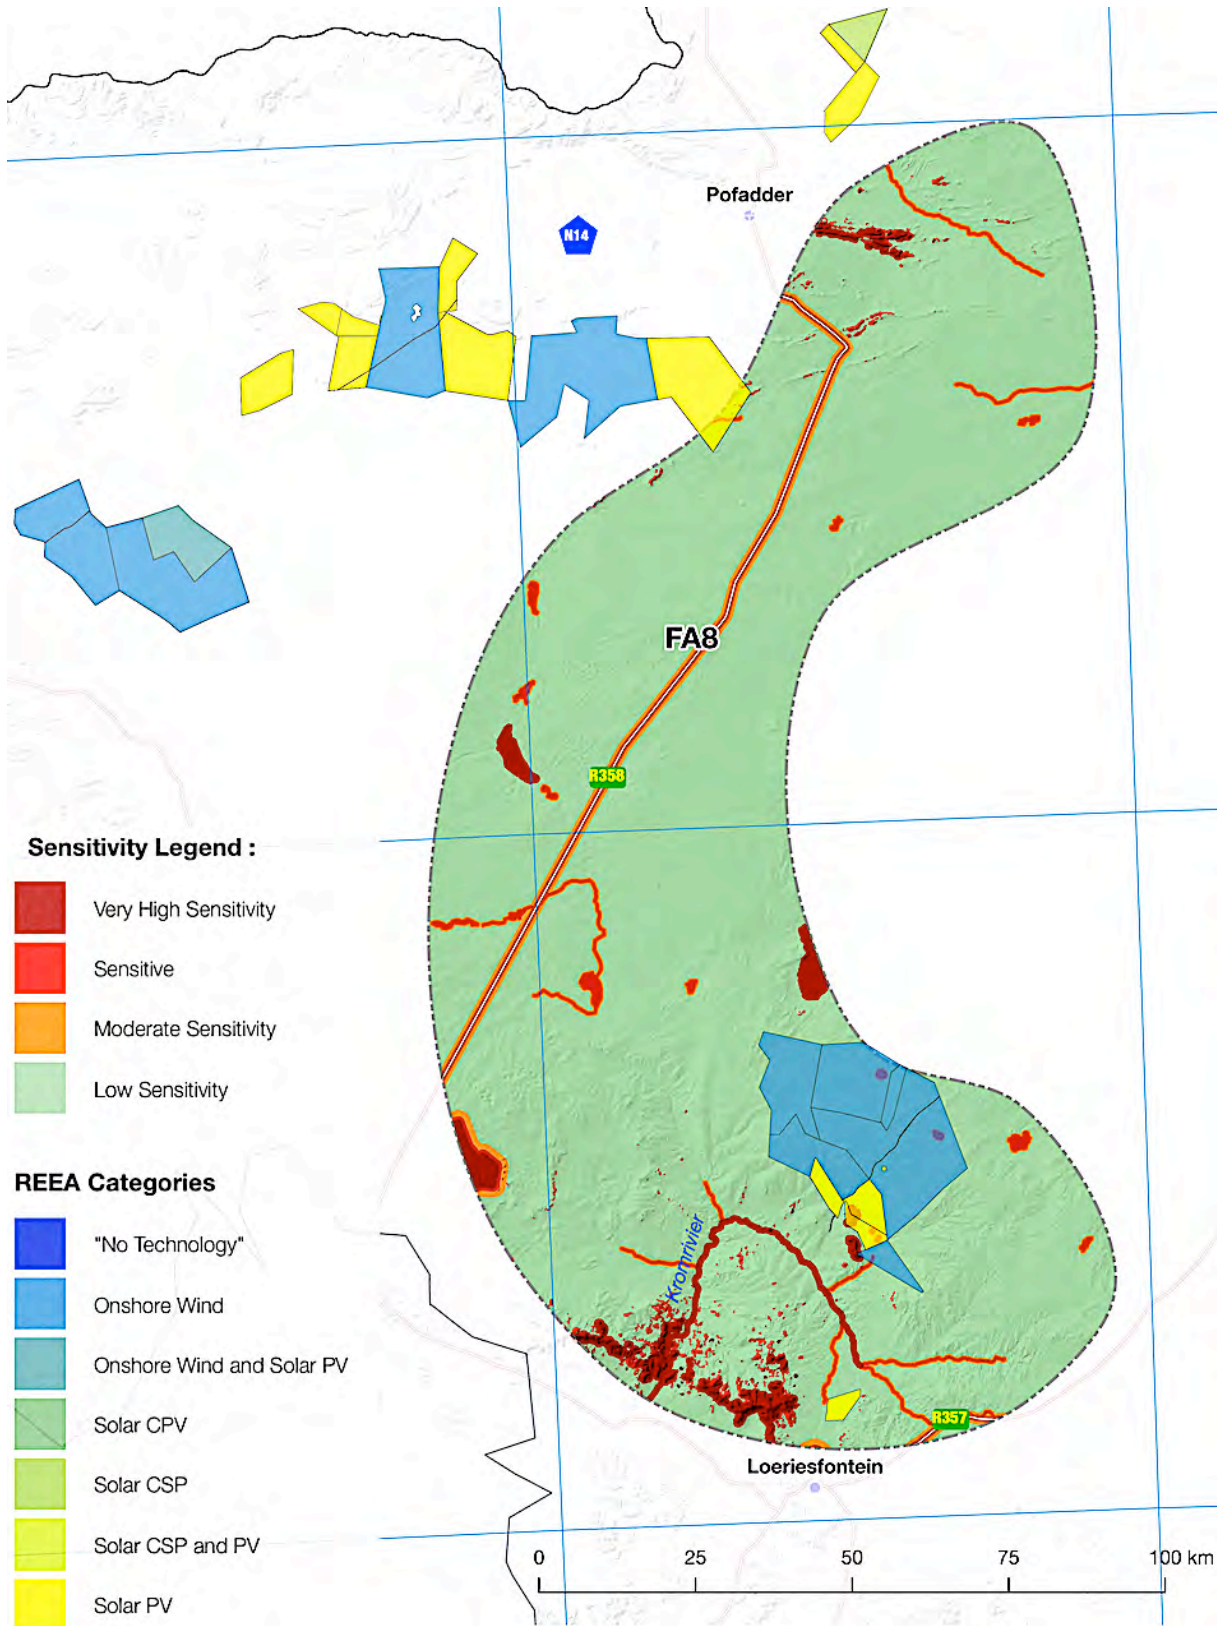 Pofadder
N14
FA8
R358
Sensitivity Legend :
Very High Sensitivity
Sensitive
Moderate Sensitivity
Low Sensitivity
REEA Categories
"No Technology"
Onshore Wind
Onshore Wind and Solar PV
Solar CPV
Solar CSP
Solar CSP and PV
Solar PV
Kromrivier
R357
Loeriesfontein
0 25 50 75 100 km